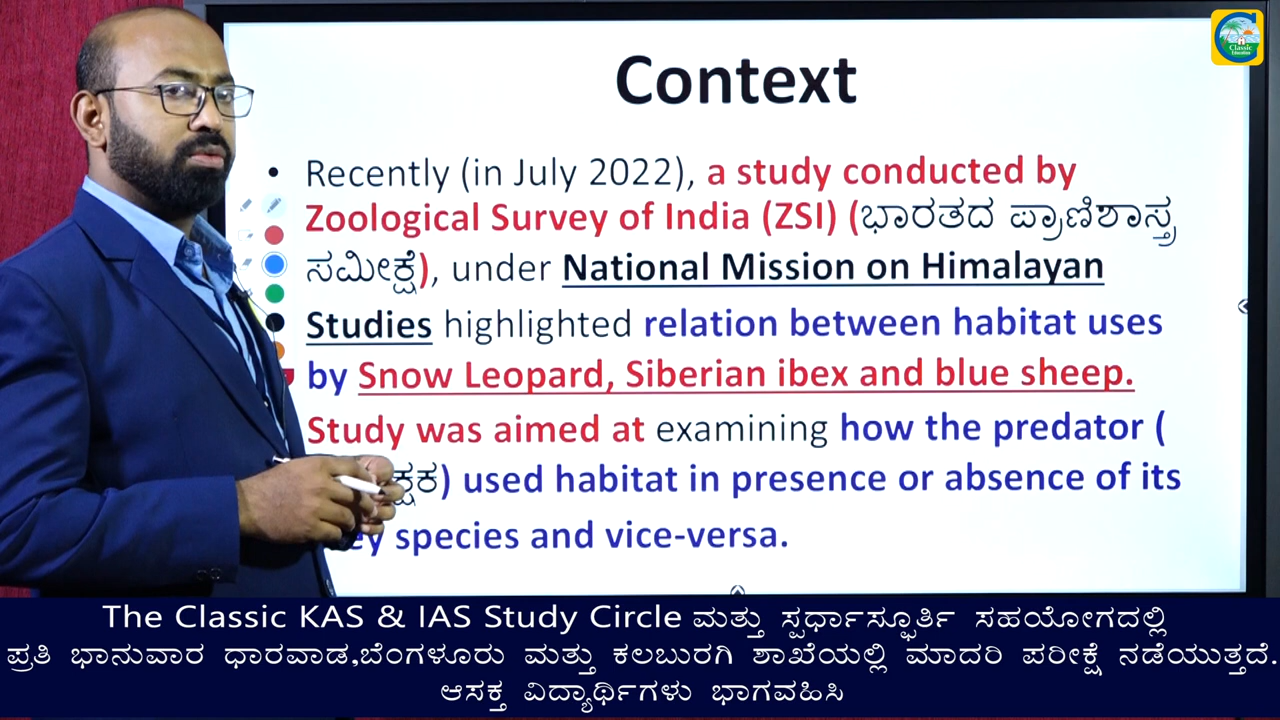 Classic
Education
Context
• Recently (in July 2022), a study conducted by
Zoological Survey of India (ZSI) (ಭಾರತದ ಪ್ರಾಣಿಶಾಸ್ತ್ರ
ಸಮೀಕ್ಷೆ), under National Mission on Himalayan
Studies highlighted relation between habitat uses
by Snow Leopard, Siberian ibex and blue sheep.
Study was aimed at examining how the predator (
) used habitat in presence or absence of its
species and vice-versa.
The Classic KAS & IAS Study Circle ಮತ್ತು ಸ್ಪರ್ಧಾಸ್ಫೂರ್ತಿ ಸಹಯೋಗದಲ್ಲಿ
ಪ್ರತಿ ಭಾನುವಾರ ಧಾರವಾಡ,ಬೆಂಗಳೂರು ಮತ್ತು ಕಲಬುರಗಿ ಶಾಖೆಯಲ್ಲಿ ಮಾದರಿ ಪರೀಕ್ಷೆ ನಡೆಯುತ್ತದೆ.
ಆಸಕ್ತ ವಿದ್ಯಾರ್ಥಿಗಳು ಭಾಗವಹಿಸಿ